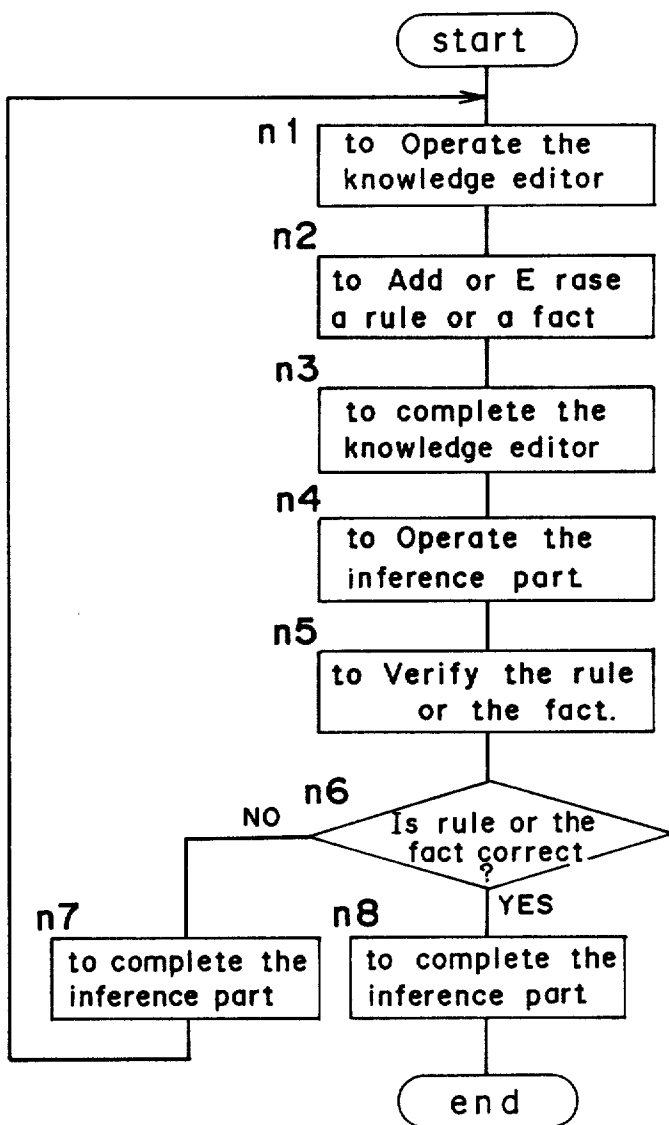 start
n1
to Operate the
knowledge editor
n2
to Add or E rase
a rule or a fact
n3
to complete the
knowledge editor
n4
to Operate the
inference part
n5
to Verify the rule
or the fact.
n6
NO
Is rule or the
fact correct
?
YES
n7
to complete the
inference part
n8
to complete the
inference part
end